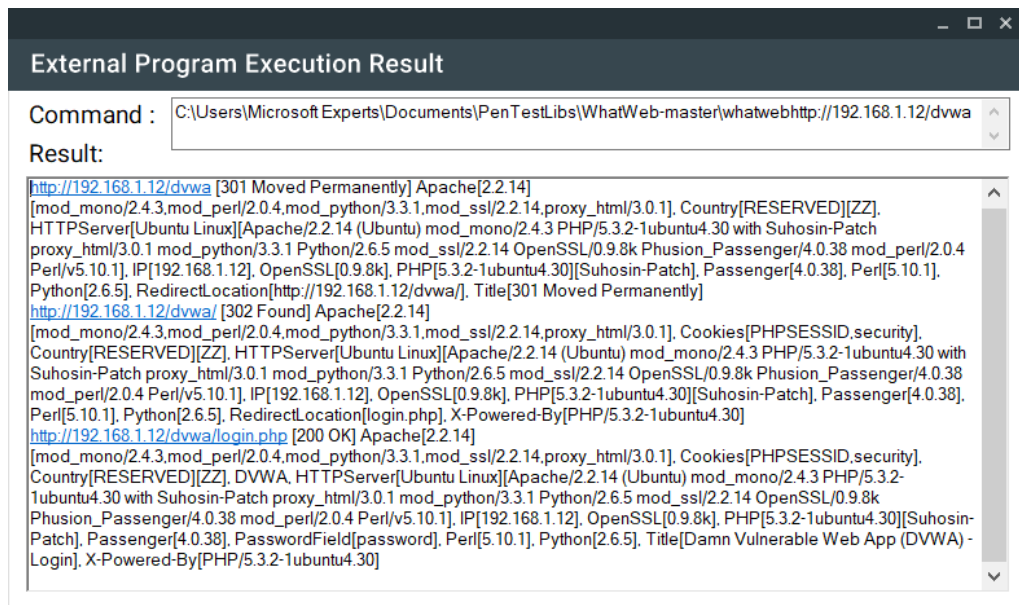 External Program Execution Result
Command : C:\Users\Microsoft Experts\Documents\PenTestLibs\WhatWeb-master\whatwebhttp://192.168.1.12/dvwa
Result:
http://192.168.1.12/dvwa [301 Moved Permanently] Apache[2.2.14]
[mod_mono/2.4.3,mod_perl/2.0.4,mod_python/3.3.1,mod_ssl/2.2.14,proxy_html/3.0.1], Country[RESERVED][ZZ],
HTTPServer[Ubuntu Linux][Apache/2.2.14 (Ubuntu) mod_mono/2.4.3 PHP/5.3.2-1ubuntu4.30 with Suhosin-Patch
proxy_html/3.0.1 mod_python/3.3.1 Python/2.6.5 mod_ssl/2.2.14 OpenSSL/0.9.8k Phusion_Passenger/4.0.38 mod_perl/2.0.4
Perl/v5.10.1], IP[192.168.1.12], OpenSSL[0.9.8k], PHP[5.3.2-1ubuntu4.30][Suhosin-Patch], Passenger[4.0.38], Perl[5.10.1],
Python[2.6.5], RedirectLocation[http://192.168.1.12/dvwa/], Title[301 Moved Permanently]
http://192.168.1.12/dvwa/ [302 Found] Apache[2.2.14]
[mod_mono/2.4.3,mod_perl/2.0.4,mod_python/3.3.1,mod_ssl/2.2.14,proxy_html/3.0.1], Cookies[PHPSESSID,security],
Country[RESERVED][ZZ], HTTPServer[Ubuntu Linux][Apache/2.2.14 (Ubuntu) mod_mono/2.4.3 PHP/5.3.2-1ubuntu4.30 with
Suhosin-Patch proxy_html/3.0.1 mod_python/3.3.1 Python/2.6.5 mod_ssl/2.2.14 OpenSSL/0.9.8k Phusion_Passenger/4.0.38
mod_perl/2.0.4 Perl/v5.10.1], IP[192.168.1.12], OpenSSL[0.9.8k], PHP[5.3.2-1ubuntu4.30][Suhosin-Patch], Passenger[4.0.38],
Perl[5.10.1], Python[2.6.5], RedirectLocation[login.php], X-Powered-By[PHP/5.3.2-1ubuntu4.30]
http://192.168.1.12/dvwa/login.php [200 OK] Apache[2.2.14]
[mod_mono/2.4.3,mod_perl/2.0.4,mod_python/3.3.1,mod_ssl/2.2.14,proxy_html/3.0.1], Cookies[PHPSESSID,security],
Country[RESERVED][ZZ], DVWA, HTTPServer[Ubuntu Linux][Apache/2.2.14 (Ubuntu) mod_mono/2.4.3 PHP/5.3.2-
1ubuntu4.30 with Suhosin-Patch proxy_html/3.0.1 mod_python/3.3.1 Python/2.6.5 mod_ssl/2.2.14 OpenSSL/0.9.8k
Phusion_Passenger/4.0.38 mod_perl/2.0.4 Perl/v5.10.1], IP[192.168.1.12], OpenSSL[0.9.8k], PHP[5.3.2-1ubuntu4.30][Suhosin-
Patch], Passenger[4.0.38], PasswordField[password], Perl[5.10.1], Python[2.6.5], Title[Damn Vulnerable Web App (DVWA) -
Login], X-Powered-By[PHP/5.3.2-1ubuntu4.30]